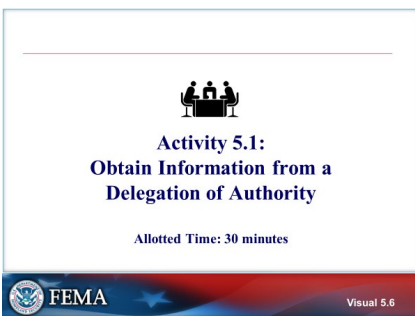 Activity 5.1:
Obtain Information from a
Delegation of Authority
Allotted Time: 30 minutes
FEMA
Visual 5.6